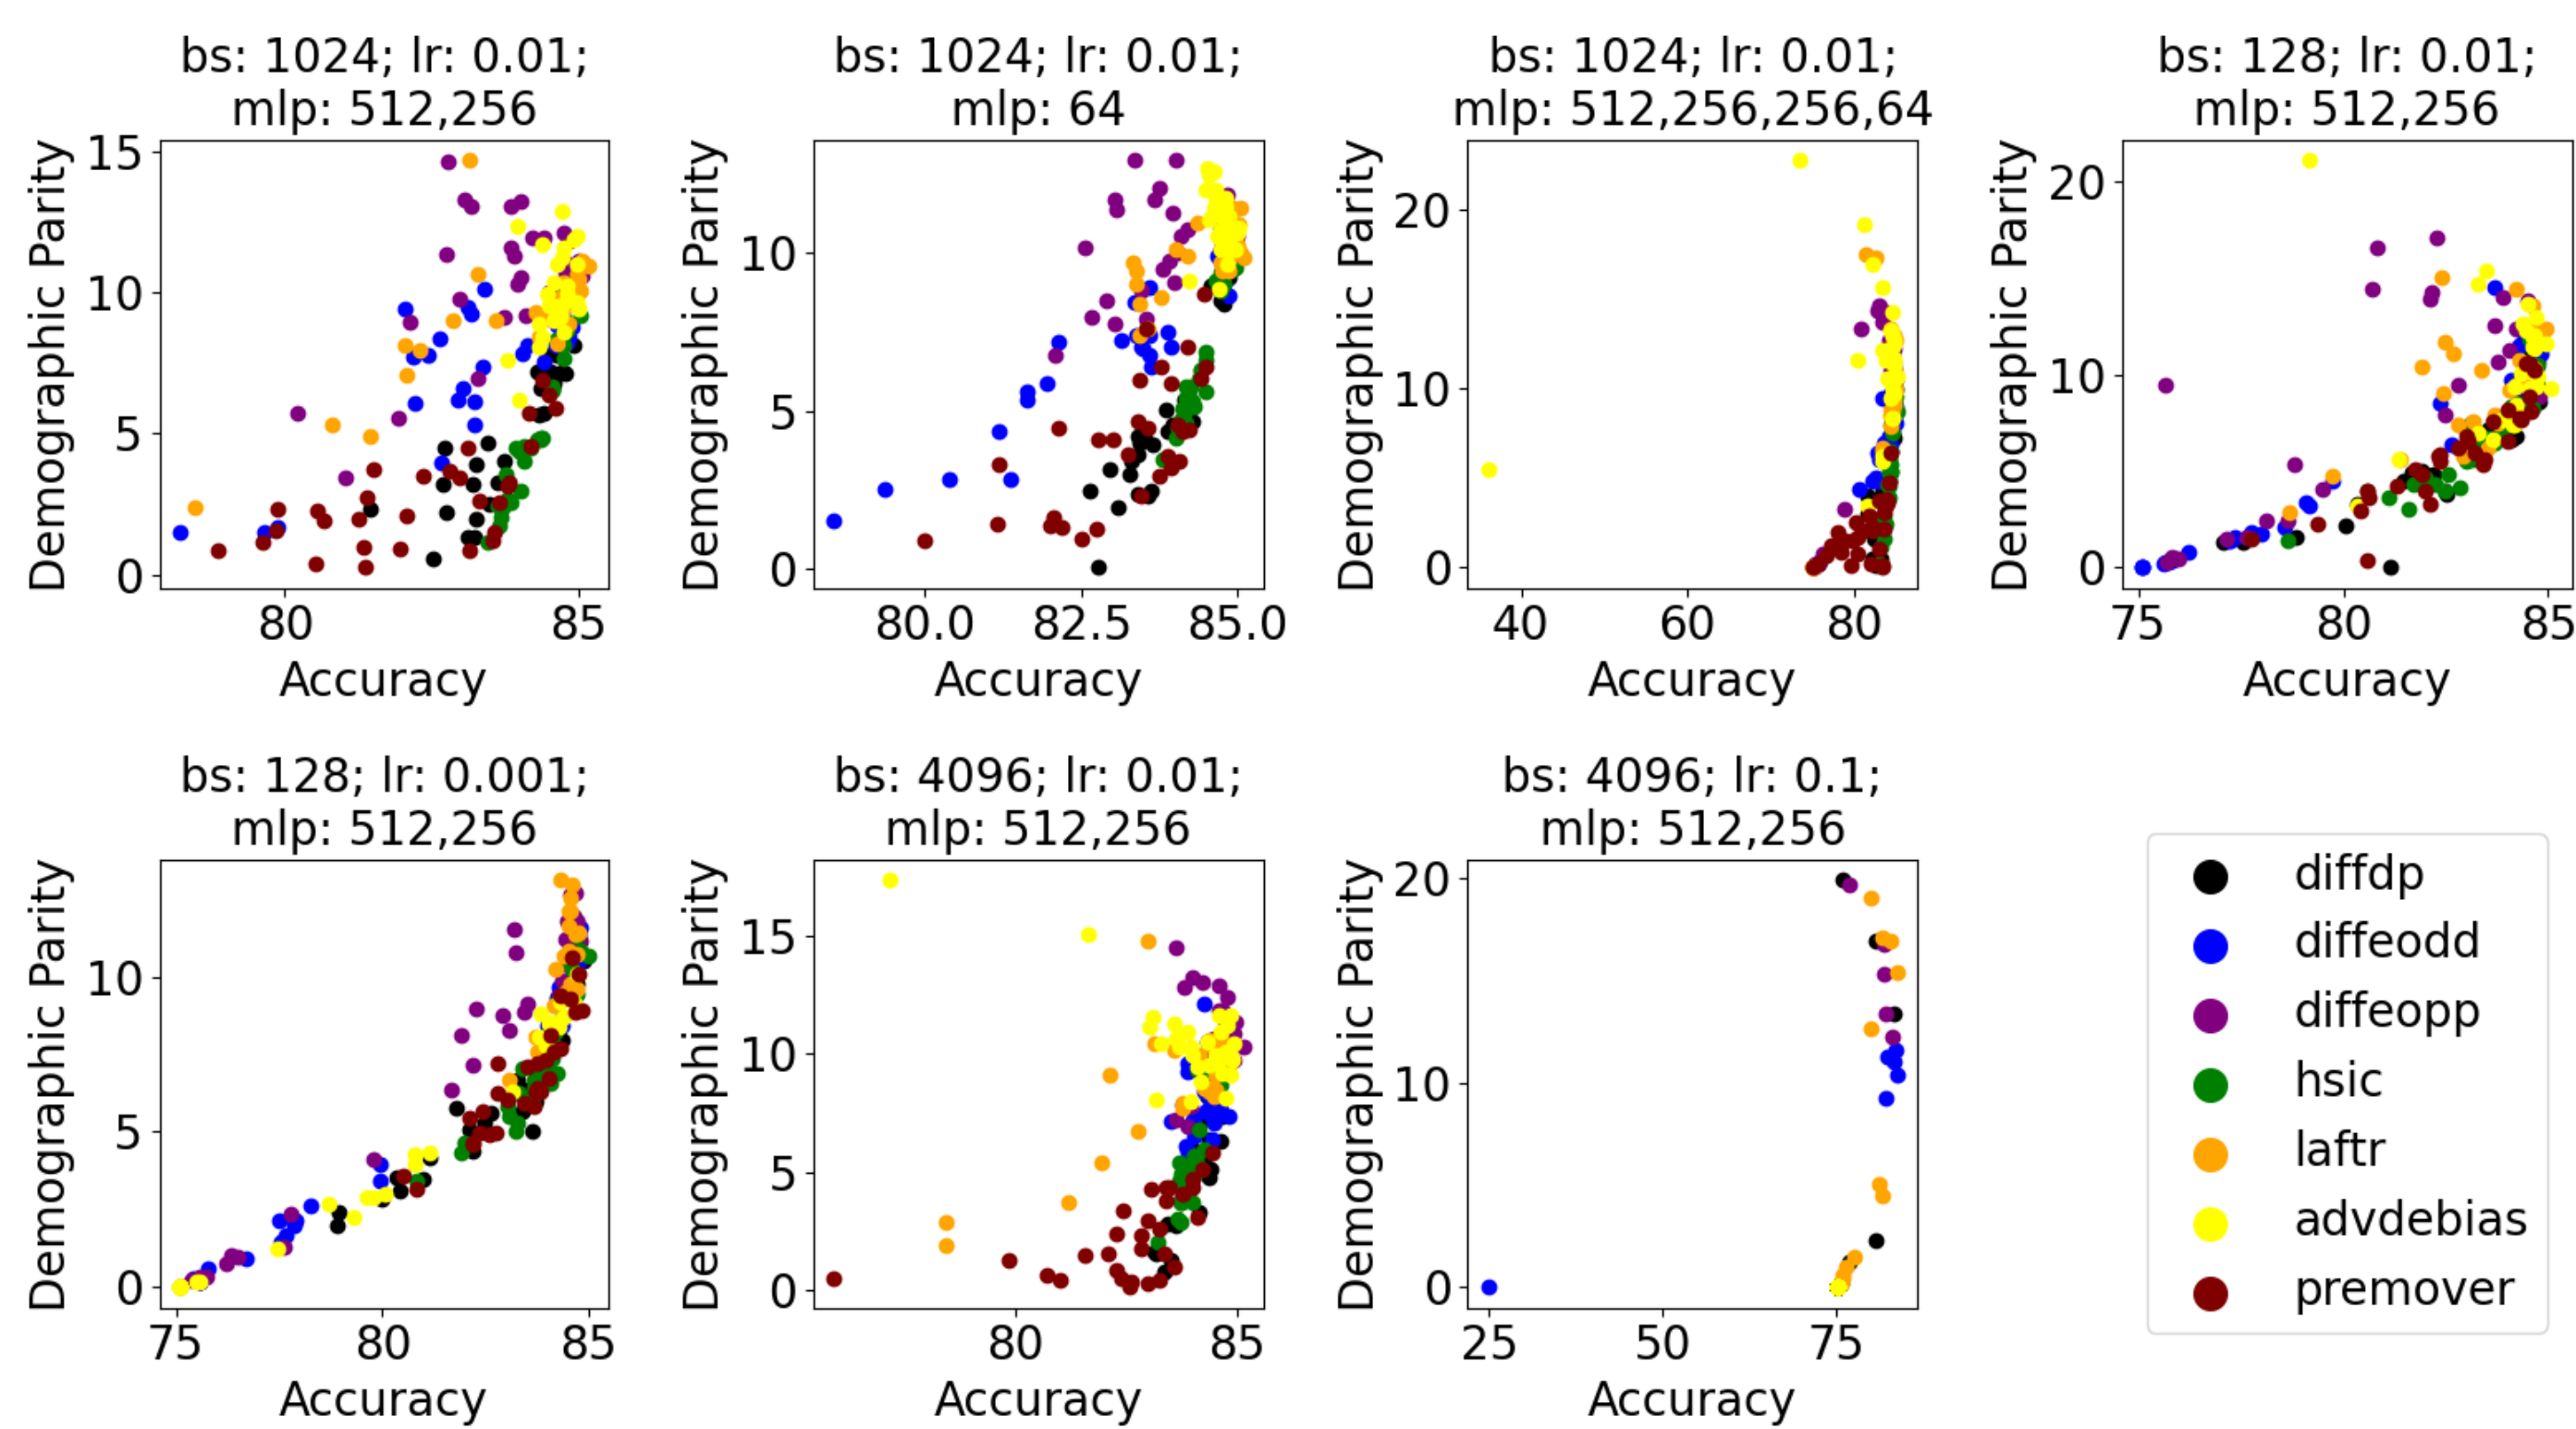 bs: 1024; lr: 0.01;
mlp: 512,256
Demographic Parity
15
10
5
0
80
85
Accuracy
bs: 1024; lr: 0.01;
mlp: 64
Demographic Parity
10
5
0
80.0
82.5
85.0
Accuracy
bs: 1024; lr: 0.01;
mlp: 512,256,256,64
Demographic Parity
20
10
0
40
60
80
Accuracy
bs: 128; lr: 0.01;
mlp: 512,256
Demographic Parity
20
10
0
75
80
85
Accuracy
bs: 128; lr: 0.001;
mlp: 512,256
Demographic Parity
10
5
0
75
80
85
Accuracy
bs: 4096; lr: 0.01;
mlp: 512,256
Demographic Parity
15
10
5
0
80
85
Accuracy
bs: 4096; lr: 0.1;
mlp: 512,256
Demographic Parity
20
10
0
25
50
75
Accuracy
diffdp
diffeodd
diffeopp
hsic
laftr
advdebias
premover